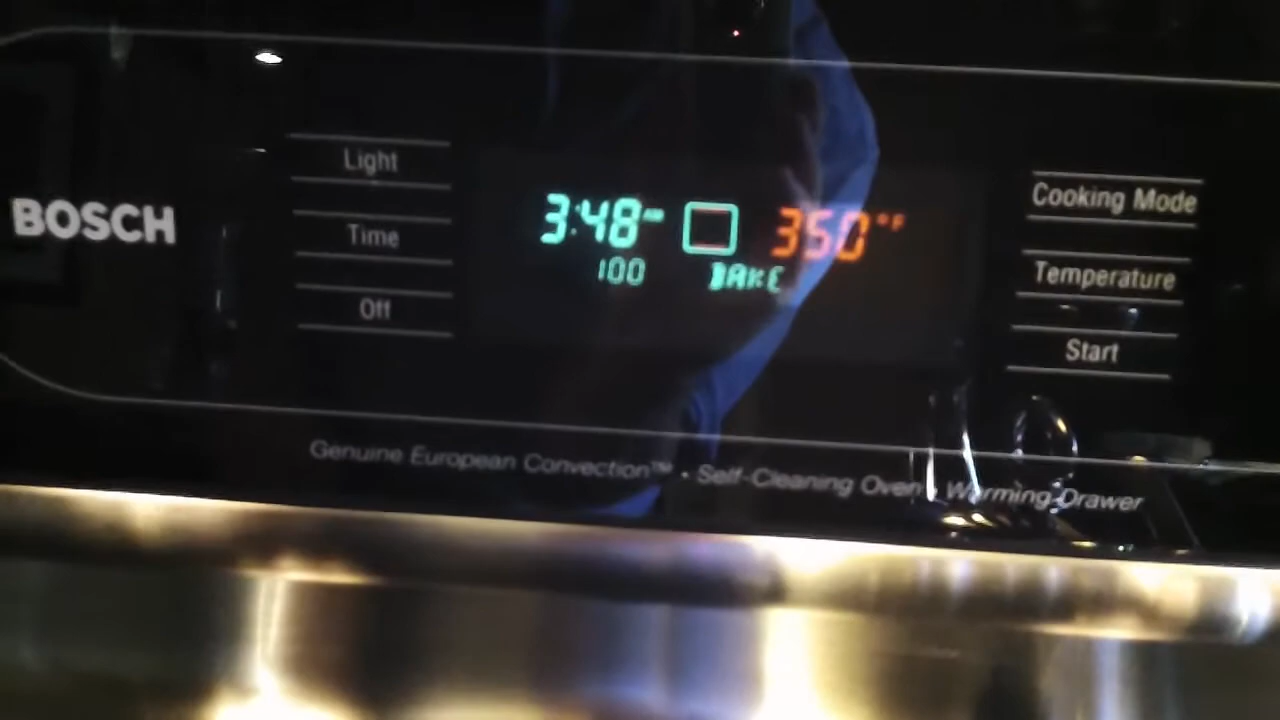 BOSCH
Light
Time
Off
3:48
350°F
100
BAKE
Cooking Mode
Temperature
Start
Genuine European Convection™ • Self-Cleaning Oven • Warming Drawer